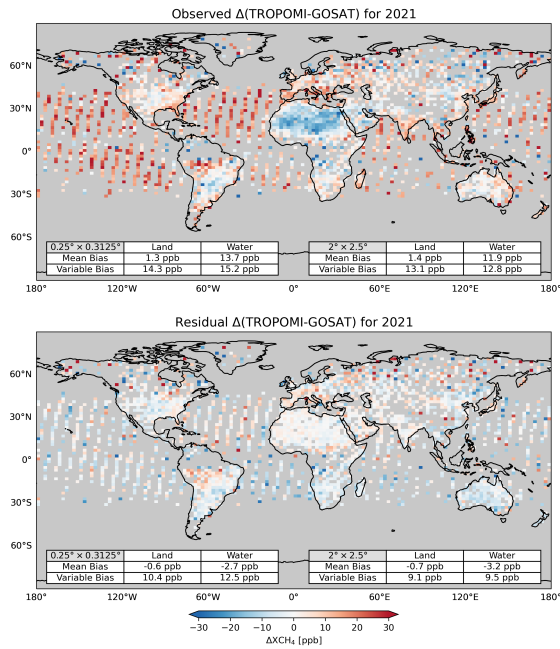 Observed Δ(TROPOMI-GOSAT) for 2021
60°N
30°N
0°
30°S
60°S
0.25° × 0.3125° Land Water
Mean Bias 1.3 ppb 13.7 ppb
Variable Bias 14.3 ppb 15.2 ppb
2° × 2.5° Land Water
Mean Bias 1.4 ppb 11.9 ppb
Variable Bias 13.1 ppb 12.8 ppb
180° 120°W 60°W 0° 60°E 120°E 180°
Residual Δ(TROPOMI-GOSAT) for 2021
60°N
30°N
0°
30°S
60°S
0.25° × 0.3125° Land Water
Mean Bias -0.6 ppb -2.7 ppb
Variable Bias 10.4 ppb 12.5 ppb
2° × 2.5° Land Water
Mean Bias -0.7 ppb -3.2 ppb
Variable Bias 9.1 ppb 9.5 ppb
180° 120°W 60°W 0° 60°E 120°E 180°
−30 −20 −10 0 10 20 30
ΔXCH₄ [ppb]